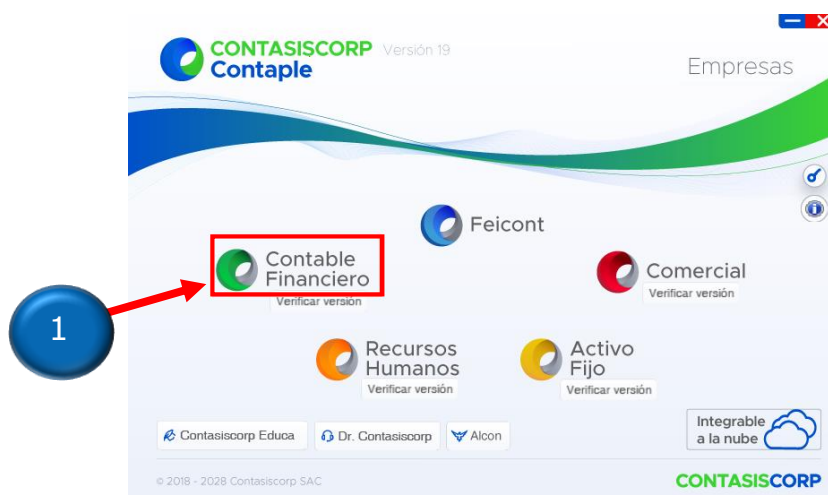 CONTASISCORP Versión 19
Contaple
Empresas
Feicont
Contable
Financiero
Verificar versión
Comercial
Verificar versión
1
Recursos
Humanos
Verificar versión
Activo
Fijo
Verificar versión
Contasiscorp Educa
Dr. Contasiscorp
Alcon
Integrable
a la nube
© 2018 - 2028 Contasiscorp SAC
CONTASISCORP